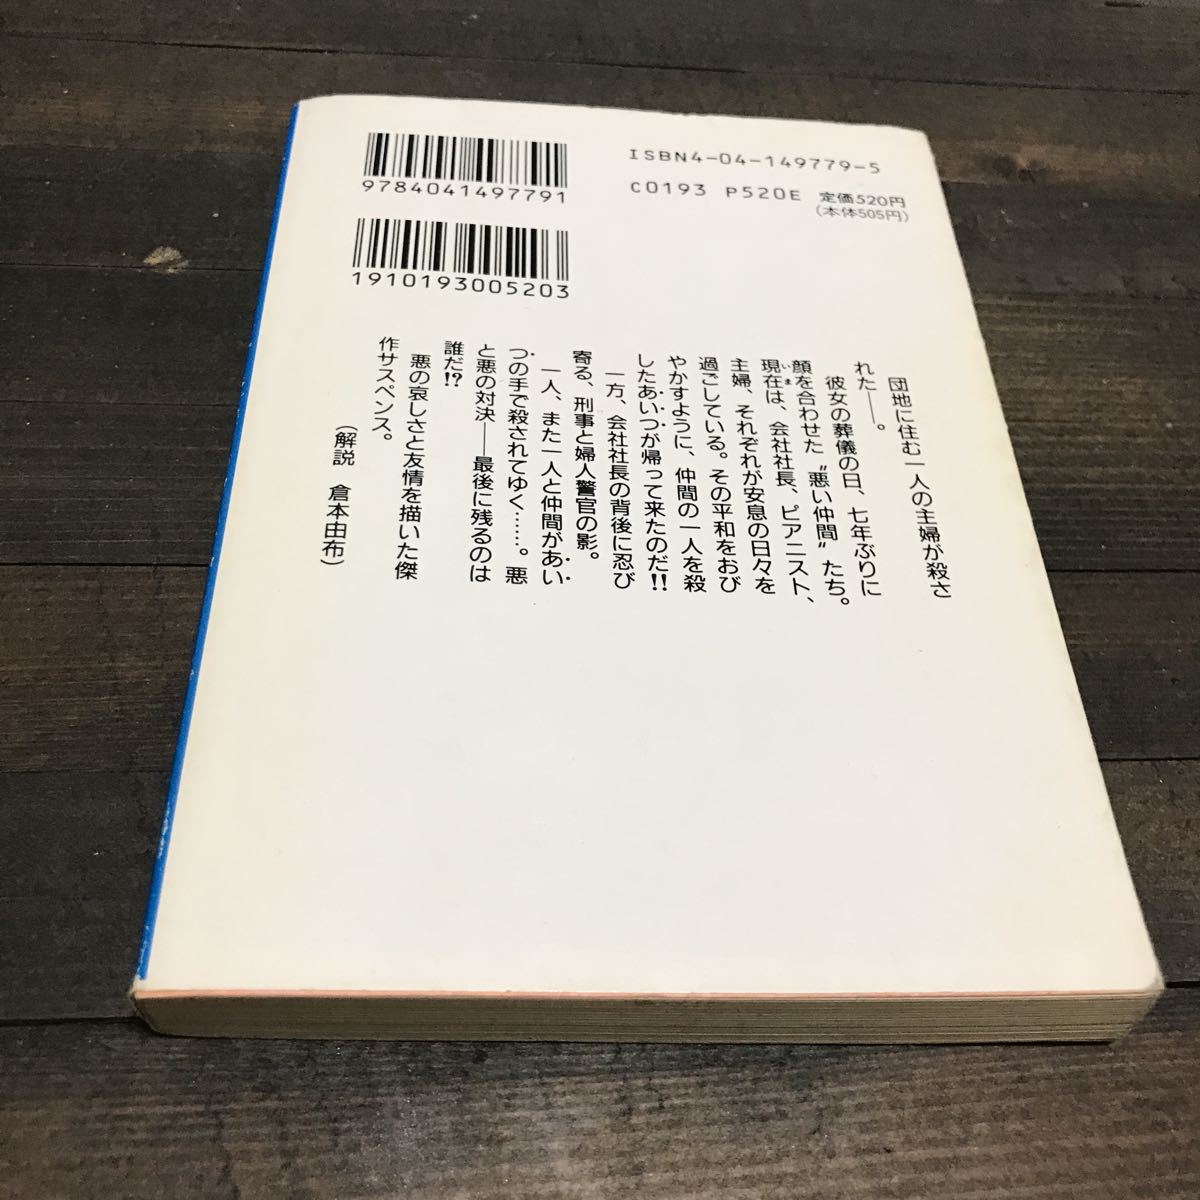 9784041497791
1910193005203
ISBN4-04-149779-5
C0193 P520E 定価520円
(本体505円)
団地に住む一人の主婦が殺さ
れた――。
彼女の葬儀の日、七年ぶりに
顔を合わせた〝悪い仲間〟たち。
現在は、会社社長、ピアニスト、
いま
主婦、それぞれが安息の日々を
過ごしている。その平和をおび
やかすように、仲間の一人を殺
したあいつが帰って来たのだ!!
一方、会社社長の背後に忍び
寄る、刑事と婦人警官の影。
一人、また一人と仲間があい
つの手で殺されてゆく……。悪
と悪の対決――最後に残るのは
誰だ!?
悪の哀しさと友情を描いた傑
作サスペンス。
(解説 倉本由布)